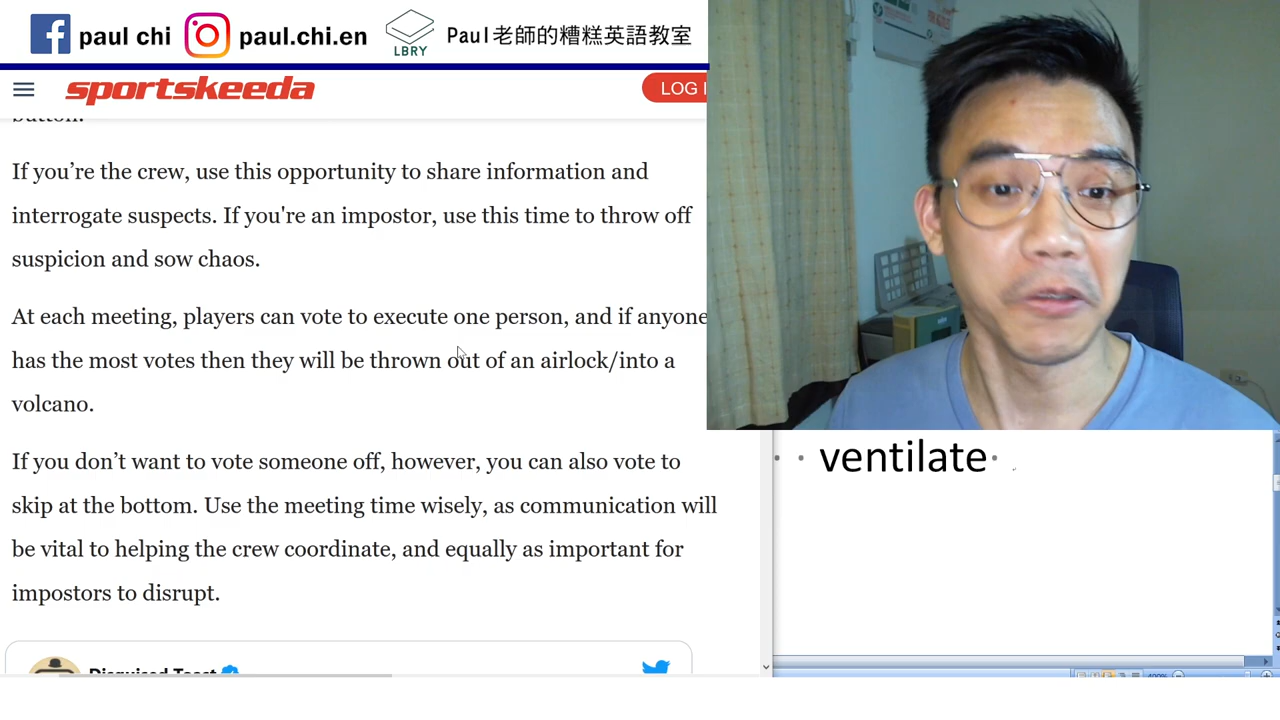 paul chi
paul.chi.en
LBRY
Paul老師的糟糕英語教室
sportskeeda
LOG
button.
If you’re the crew, use this opportunity to share information and
interrogate suspects. If you're an impostor, use this time to throw off
suspicion and sow chaos.
At each meeting, players can vote to execute one person, and if anyone
has the most votes then they will be thrown out of an airlock/into a
volcano.
If you don’t want to vote someone off, however, you can also vote to
skip at the bottom. Use the meeting time wisely, as communication will
be vital to helping the crew coordinate, and equally as important for
impostors to disrupt.
Disguised Toast
ventilate